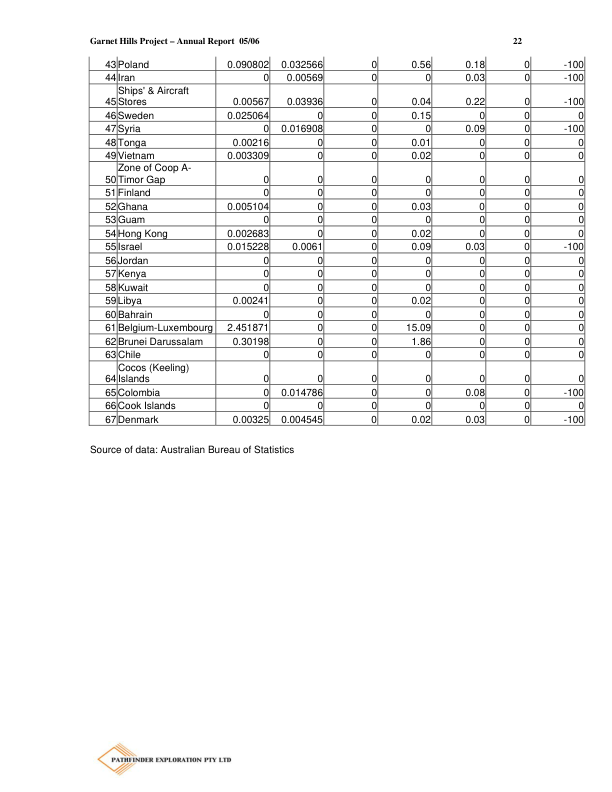 Garnet Hills Project – Annual Report 05/06 22
43 Poland 0.090802 0.032566 0 0.56 0.18 0 -100
44 Iran 0 0.00569 0 0 0.03 0 -100
Ships' & Aircraft
45 Stores 0.00567 0.03936 0 0.04 0.22 0 -100
46 Sweden 0.025064 0 0 0.15 0 0 0
47 Syria 0 0.016908 0 0 0.09 0 -100
48 Tonga 0.00216 0 0 0.01 0 0 0
49 Vietnam 0.003309 0 0 0.02 0 0 0
Zone of Coop A-
50 Timor Gap 0 0 0 0 0 0 0
51 Finland 0 0 0 0 0 0 0
52 Ghana 0.005104 0 0 0.03 0 0 0
53 Guam 0 0 0 0 0 0 0
54 Hong Kong 0.002683 0 0 0.02 0 0 0
55 Israel 0.015228 0.0061 0 0.09 0.03 0 -100
56 Jordan 0 0 0 0 0 0 0
57 Kenya 0 0 0 0 0 0 0
58 Kuwait 0 0 0 0 0 0 0
59 Libya 0.00241 0 0 0.02 0 0 0
60 Bahrain 0 0 0 0 0 0 0
61 Belgium-Luxembourg 2.451871 0 0 15.09 0 0 0
62 Brunei Darussalam 0.30198 0 0 1.86 0 0 0
63 Chile 0 0 0 0 0 0 0
Cocos (Keeling)
64 Islands 0 0 0 0 0 0 0
65 Colombia 0 0.014786 0 0 0.08 0 -100
66 Cook Islands 0 0 0 0 0 0 0
67 Denmark 0.00325 0.004545 0 0.02 0.03 0 -100
Source of data: Australian Bureau of Statistics
PATHFINDER EXPLORATION PTY LTD